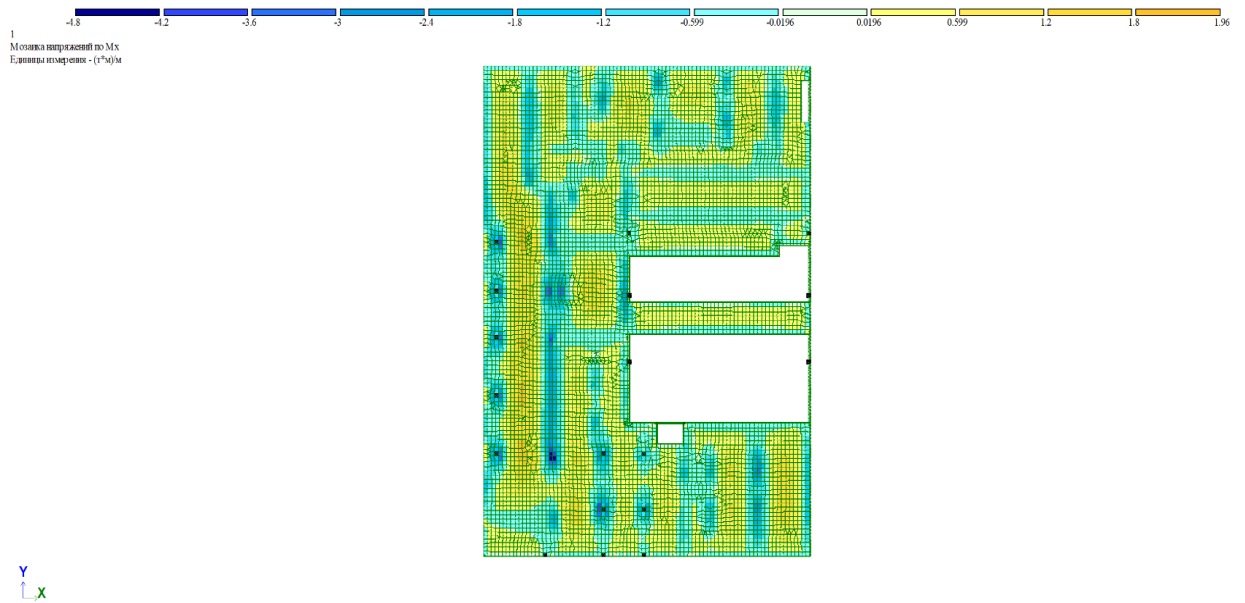 -4.8 -4.2 -3.6 -3 -2.4 -1.8 -1.2 -0.599 -0.0196 0.0196 0.599 1.2 1.8 1.96
1
Мозаика напряжений по Mx
Единицы измерения - (т*м)/м
Y
X